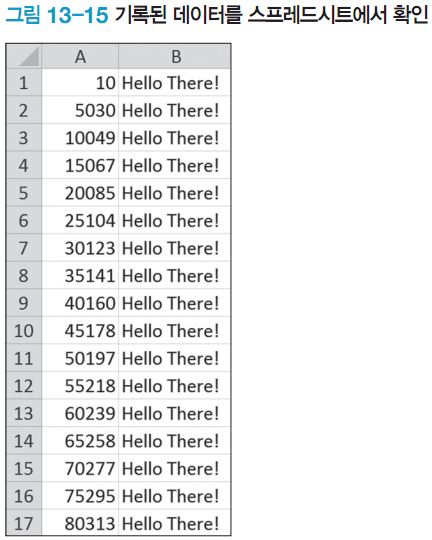 그림 13-15 기록된 데이터를 스프레드시트에서 확인
A B
1 10 Hello There!
2 5030 Hello There!
3 10049 Hello There!
4 15067 Hello There!
5 20085 Hello There!
6 25104 Hello There!
7 30123 Hello There!
8 35141 Hello There!
9 40160 Hello There!
10 45178 Hello There!
11 50197 Hello There!
12 55218 Hello There!
13 60239 Hello There!
14 65258 Hello There!
15 70277 Hello There!
16 75295 Hello There!
17 80313 Hello There!